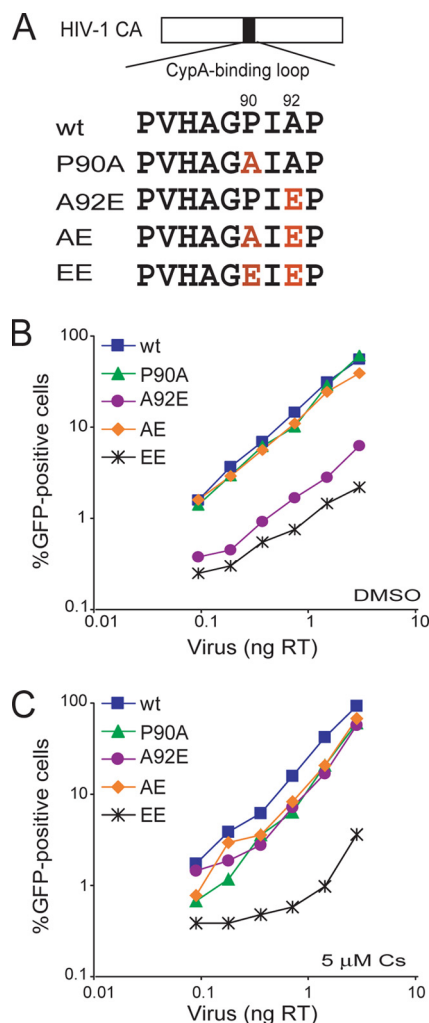 A
HIV-1 CA
CypA-binding loop
90 92
wt PVHAGPIAP
P90A PVHAGAIAP
A92E PVHAGPIEP
AE PVHAGAIEP
EE PVHAGEIEP
B
100
10
1
0.1
%GFP-positive cells
wt
P90A
A92E
AE
EE
DMSO
0.01 0.1 1 10
Virus (ng RT)
C
100
10
1
0.1
%GFP-positive cells
wt
P90A
A92E
AE
EE
5 µM Cs
0.01 0.1 1 10
Virus (ng RT)